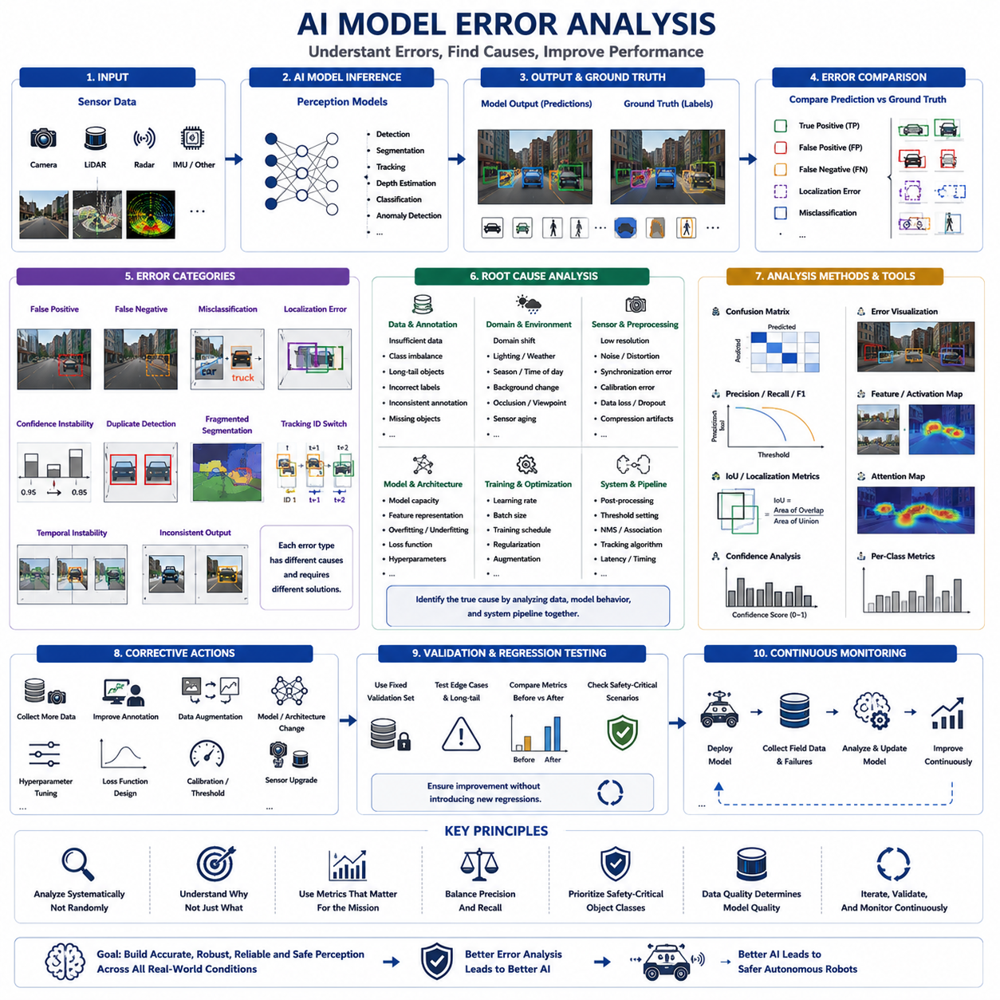 AI MODEL ERROR ANALYSIS
Understant Errors, Find Causes, Improve Performance
1. INPUT
Sensor Data
Camera
LiDAR
Radar
IMU / Other
...
2. AI MODEL INFERENCE
Perception Models
• Detection
• Segmentation
• Tracking
• Depth Estimation
• Classification
• Anomaly Detection
• ...
3. OUTPUT & GROUND TRUTH
Model Output (Predictions)
Ground Truth (Labels)
...
...
4. ERROR COMPARISON
Compare Prediction vs Ground Truth
True Positive (TP)
False Positive (FP)
False Negative (FN)
Localization Error
Misclassification
• ...
5. ERROR CATEGORIES
False Positive
False Negative
Misclassification
Localization Error
car
truck
Confidence Instability
Duplicate Detection
Fragmented
Segmentation
Tracking ID Switch
0.95
0.85
t
t+1
t+2
ID 1
t+1
t+2
Temporal Instability
Inconsistent Output
Each error type
has different causes
and requires
different solutions.
6. ROOT CAUSE ANALYSIS
Data & Annotation
Insufficient data
• Class imbalance
• Long-tail objects
• Incorrect labels
• Inconsistent annotation
• Missing objects
• ...
Domain & Environment
Domain shift
• Lighting / Weather
• Season / Time of day
• Background change
• Occlusion / Viewpoint
• Sensor aging
• ...
Sensor & Preprocessing
Low resolution
• Noise / Distortion
• Synchronization error
• Calibration error
• Data loss / Dropout
• Compression artifacts
• ...
Model & Architecture
• Model capacity
• Feature representation
• Overfitting / Underfitting
• Loss function
• Hyperparameters
• ...
Training & Optimization
• Learning rate
• Batch size
• Training schedule
• Regularization
• Augmentation
• ...
System & Pipeline
• Post-processing
• Threshold setting
• NMS / Association
• Tracking algorithm
• Latency / Timing
• ...
Identify the true cause by analyzing data, model behavior,
and system pipeline together.
7. ANALYSIS METHODS & TOOLS
Confusion Matrix
Predicted
Error Visualization
Precision / Recall / F1
Threshold
Feature / Activation Map
IoU / Localization Metrics
IoU =
= Area of Overlap
Area of Uinion
Attention Map
Confidence Analysis
Confidence Score (0–1)
Per-Class Metrics
8. CORRECTIVE ACTIONS
Collect More Data
Improve Annotation
Data Augmentation
Model / Architecture
Change
Hyperparameter
Tuning
Loss Function
Design
Calibration /
Threshold
Sensor Upgrade
...
...
9. VALIDATION & REGRESSION TESTING
Use Fixed
Validation Set
Test Edge Cases
& Long-tail
Compare Metrics
Before vs After
Check Safety-Critical
Scenarios
Before
After
Ensure improvement without
introducing new regressions.
10. CONTINUOUS MONITORING
Deploy
Model
Collect Field Data
& Failures
Analyze & Update
Model
Improve
Continuously
...
KEY PRINCIPLES
Analyze Systematically
Not Randomly
Understand Why
Not Just What
Use Metrics That Matter
For the Mission
Balance Precision
And Recall
Prioritize Safety-Critical
Object Classes
Data Quality Determines
Model Quality
Iterate, Validate,
And Monitor Continuously
Goal: Build Accurate, Robust, Reliable and Safe Perception
Across All Real-World Conditions
Better Error Analysis
Leads to Better AI
Better AI Leads to
Safer Autonomous Robots